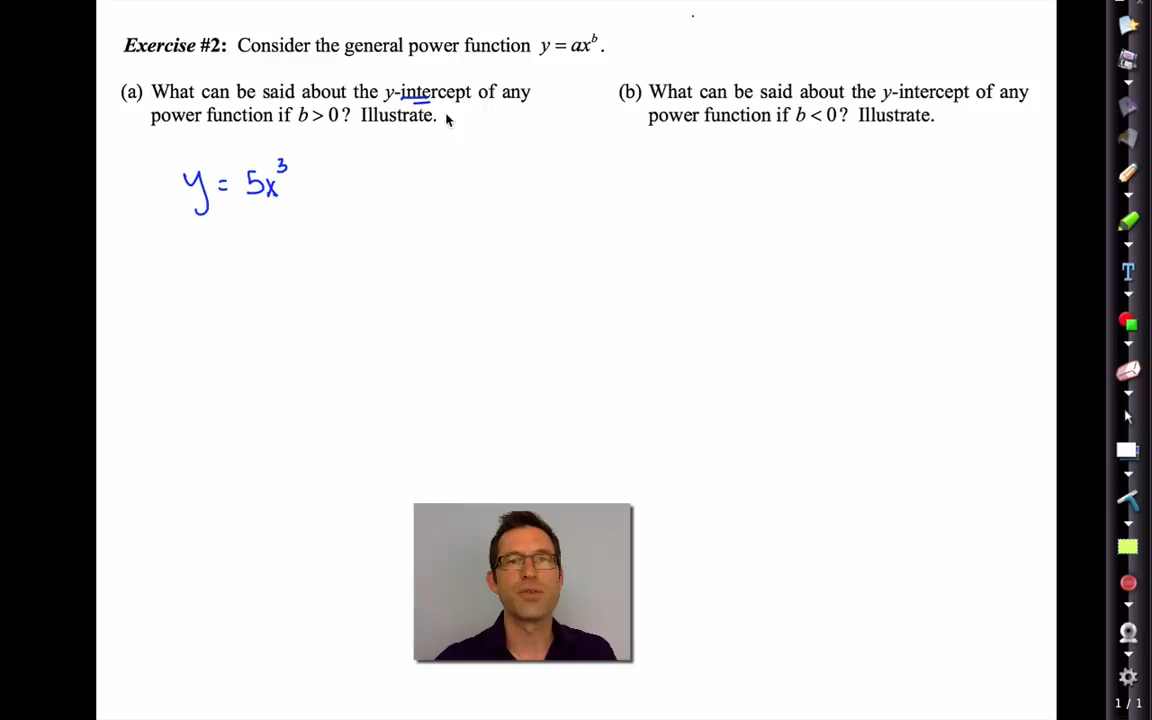 Exercise #2: Consider the general power function y = ax^b.
(a) What can be said about the y-intercept of any
power function if b > 0? Illustrate.
(b) What can be said about the y-intercept of any
power function if b < 0? Illustrate.
y = 5x^3
T
1 / 1